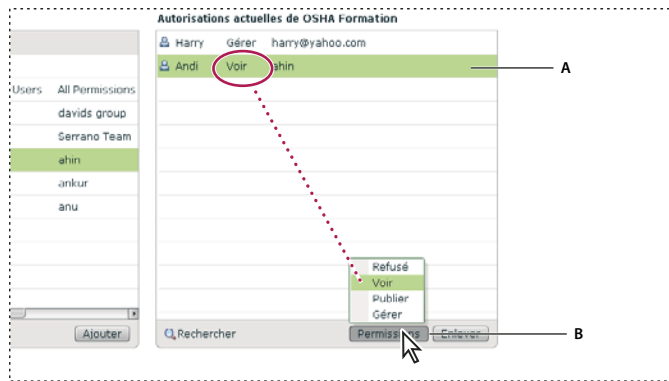 Autorisations actuelles de OSHA Formation
Harry Gérer harry@yahoo.com
Andi Voir ahin
A
Users All Permissions
davids group
Serrano Team
ahin
ankur
anu
Refusé
Voir
Publier
Gérer
Ajouter
Rechercher
Permissions
Enlever
B